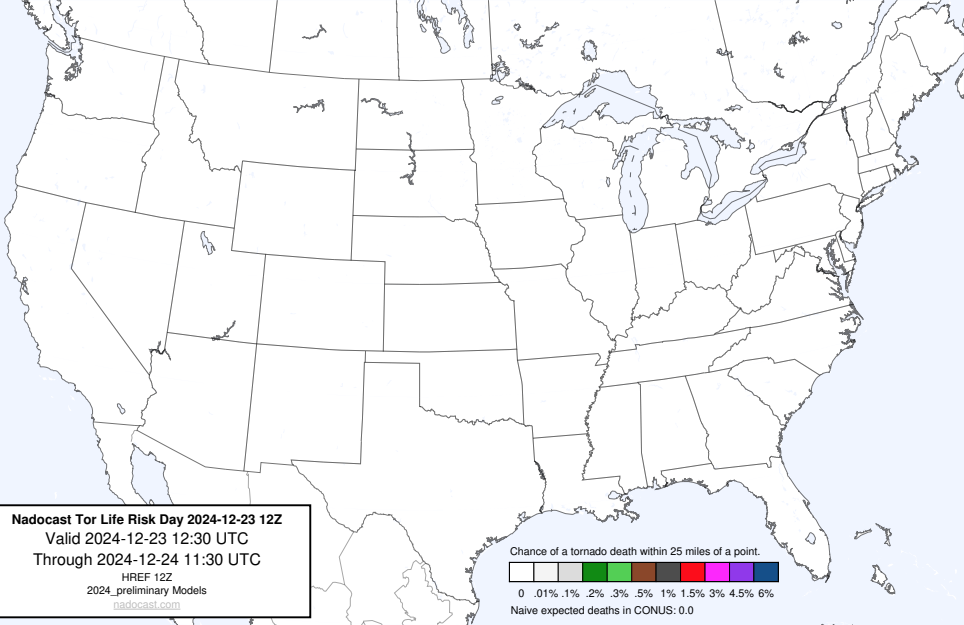 Nadocast Tor Life Risk Day 2024-12-23 12Z
Valid 2024-12-23 12:30 UTC
Through 2024-12-24 11:30 UTC
HREF 12Z
2024_preliminary Models
nadocast.com
Chance of a tornado death within 25 miles of a point.
0 .01% .1% .2% .3% .5% 1% 1.5% 3% 4.5% 6%
Naive expected deaths in CONUS: 0.0